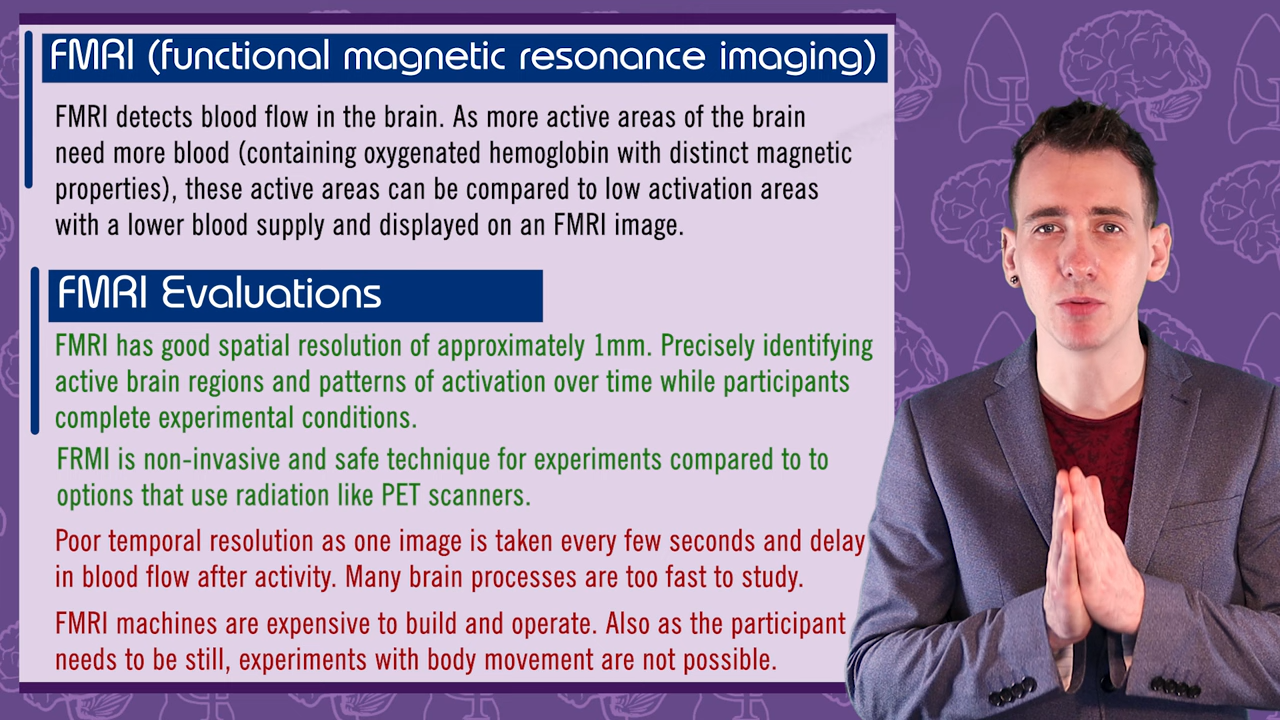 FMRI (functional magnetic resonance imaging)
FMRI detects blood flow in the brain. As more active areas of the brain
need more blood (containing oxygenated hemoglobin with distinct magnetic
properties), these active areas can be compared to low activation areas
with a lower blood supply and displayed on an FMRI image.
FMRI Evaluations
FMRI has good spatial resolution of approximately 1mm. Precisely identifying
active brain regions and patterns of activation over time while participants
complete experimental conditions.
FRMI is non-invasive and safe technique for experiments compared to to
options that use radiation like PET scanners.
Poor temporal resolution as one image is taken every few seconds and delay
in blood flow after activity. Many brain processes are too fast to study.
FMRI machines are expensive to build and operate. Also as the participant
needs to be still, experiments with body movement are not possible.